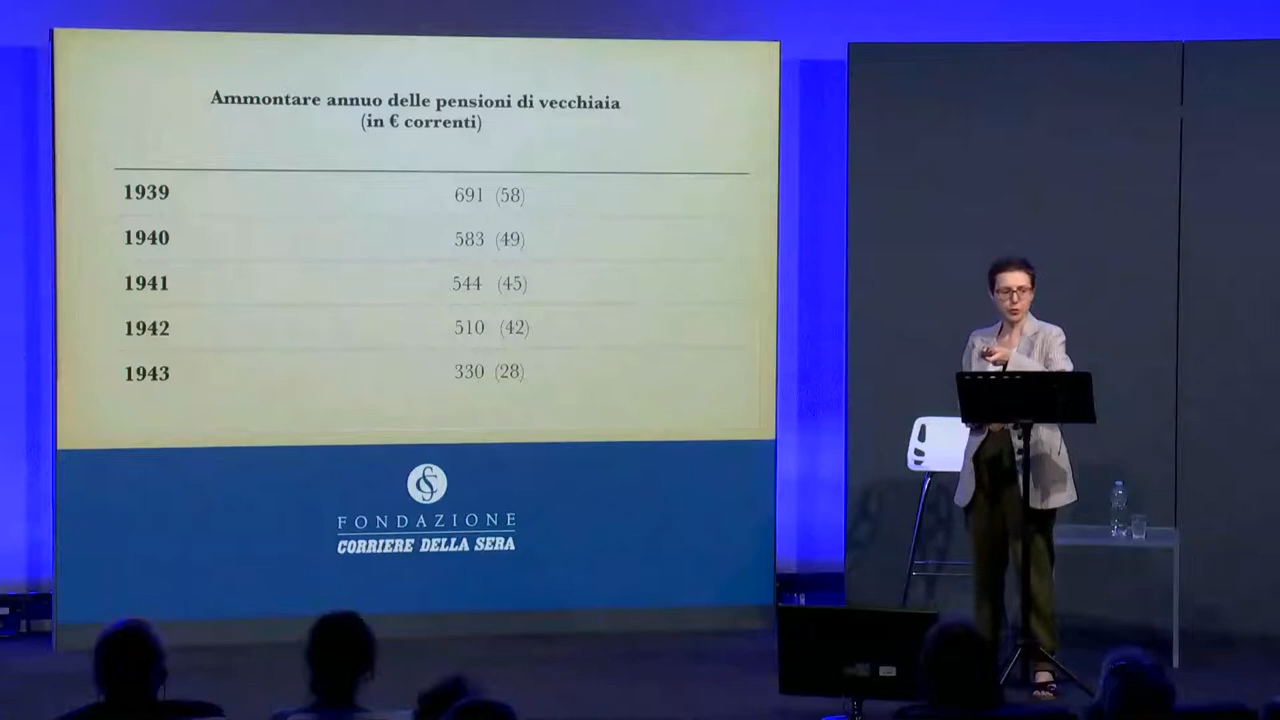 Ammontare annuo delle pensioni di vecchiaia
(in € correnti)
1939 691 (58)
1940 583 (49)
1941 544 (45)
1942 510 (42)
1943 330 (28)
FONDAZIONE
CORRIERE DELLA SERA